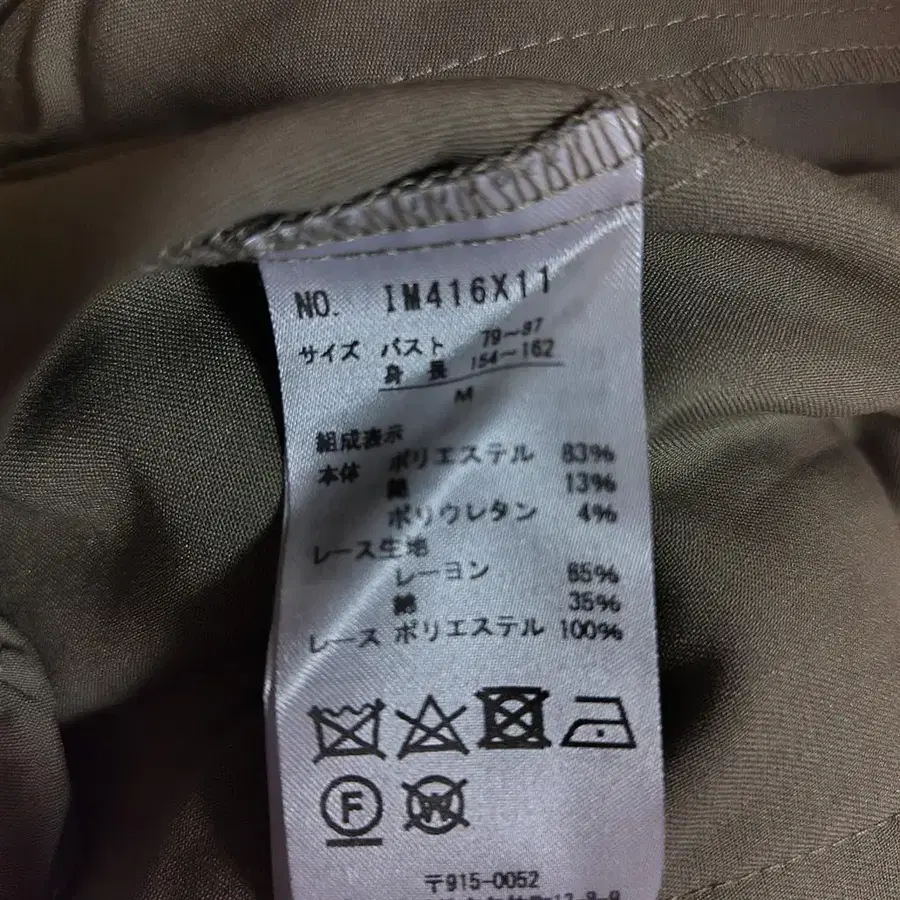 NO. IM416X11
サイズ バスト 79~87
身長 154~162
M
組成表示
本体 ポリエステル 83%
綿 13%
ポリウレタン 4%
レース生地
レーヨン 65%
綿 35%
レース ポリエステル 100%
F
W
〒915-0052